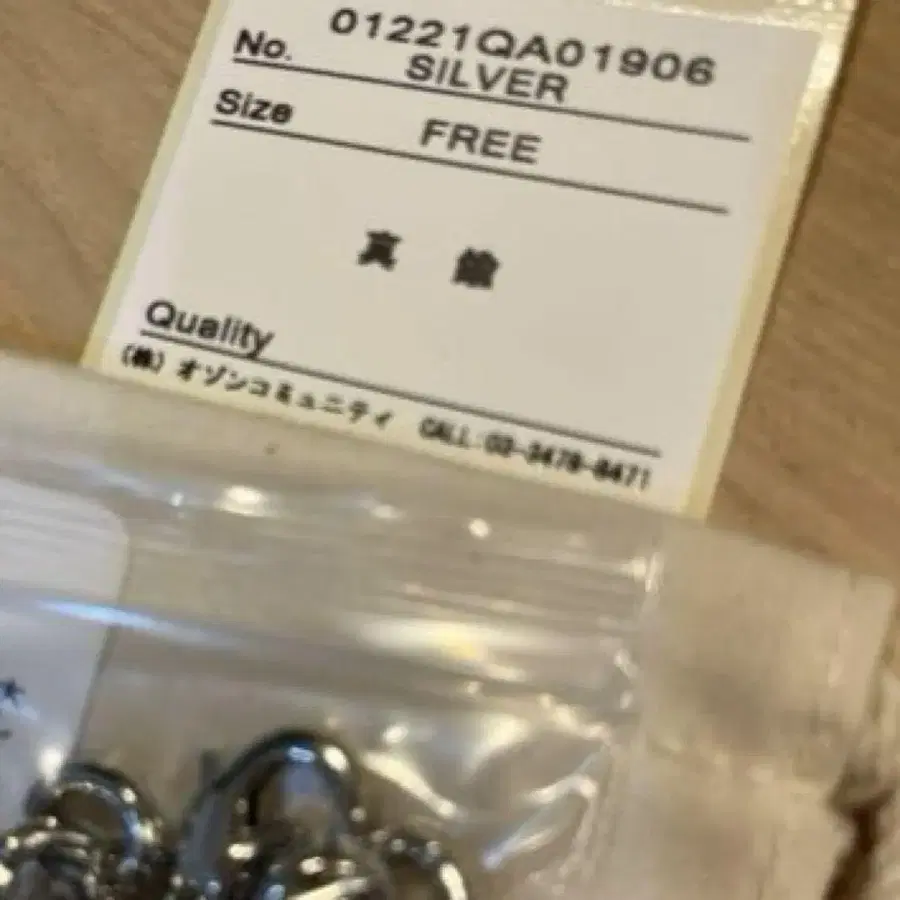 01221QA01906
No. SILVER
Size FREE
真鍮
Quality
(株) オゾンコミュニティ CALL:03-3478-8471